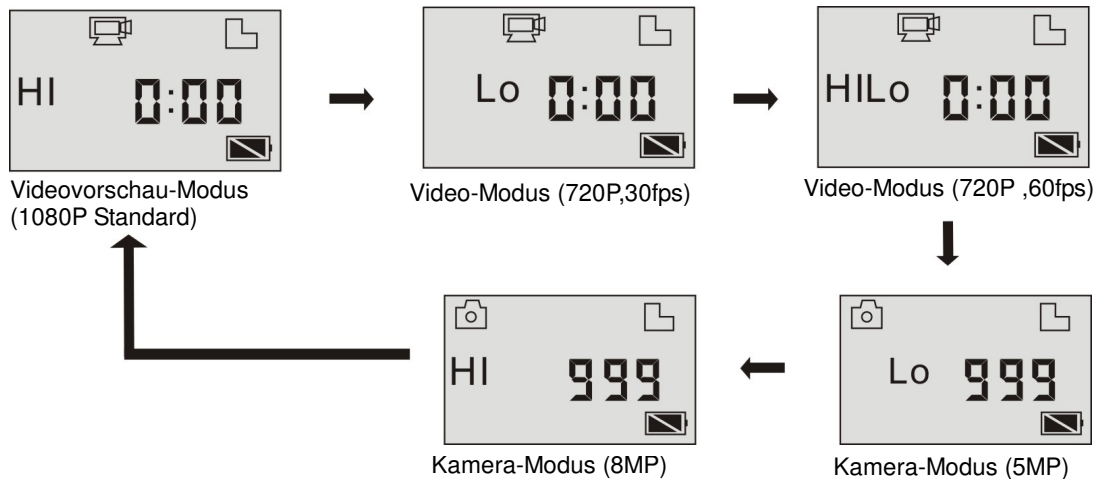 HI 0:00
Videovorschau-Modus
(1080P Standard)
Lo 0:00
Video-Modus (720P,30fps)
HILo 0:00
Video-Modus (720P ,60fps)
HI 999
Kamera-Modus (8MP)
Lo 999
Kamera-Modus (5MP)